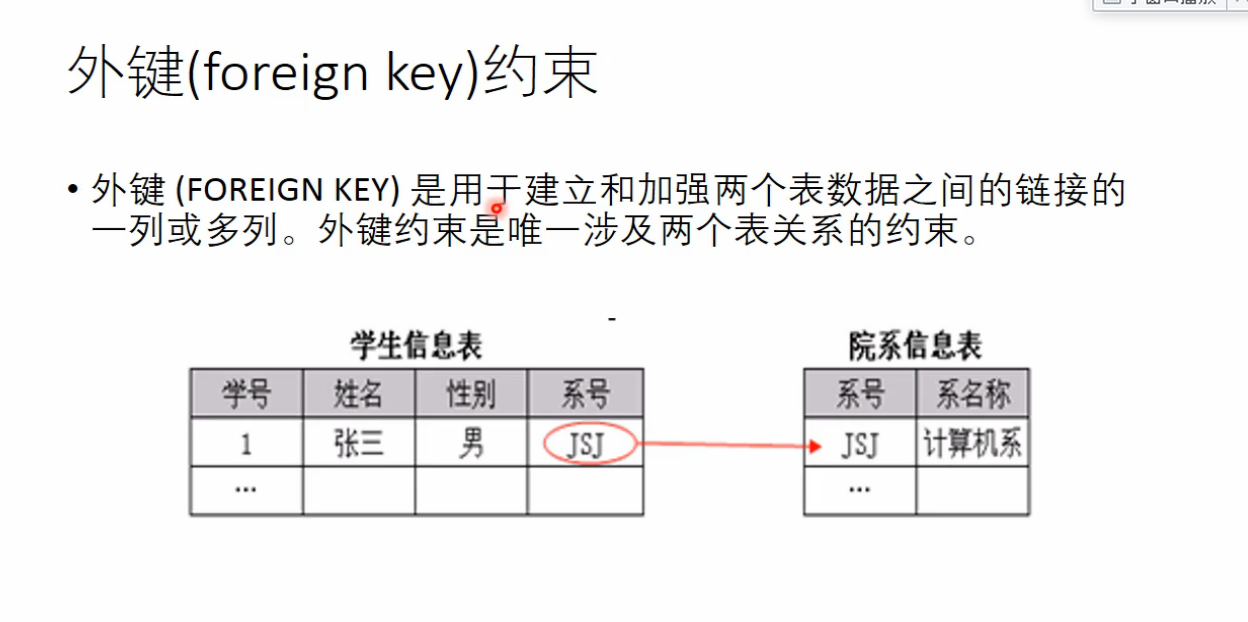 外键(foreign key)约束
• 外键 (FOREIGN KEY) 是用于建立和加强两个表数据之间的链接的
一列或多列。外键约束是唯一涉及两个表关系的约束。
-
学生信息表 院系信息表
学号 姓名 性别 系号 系号 系名称
1 张三 男 JSJ JSJ 计算机系
... ...